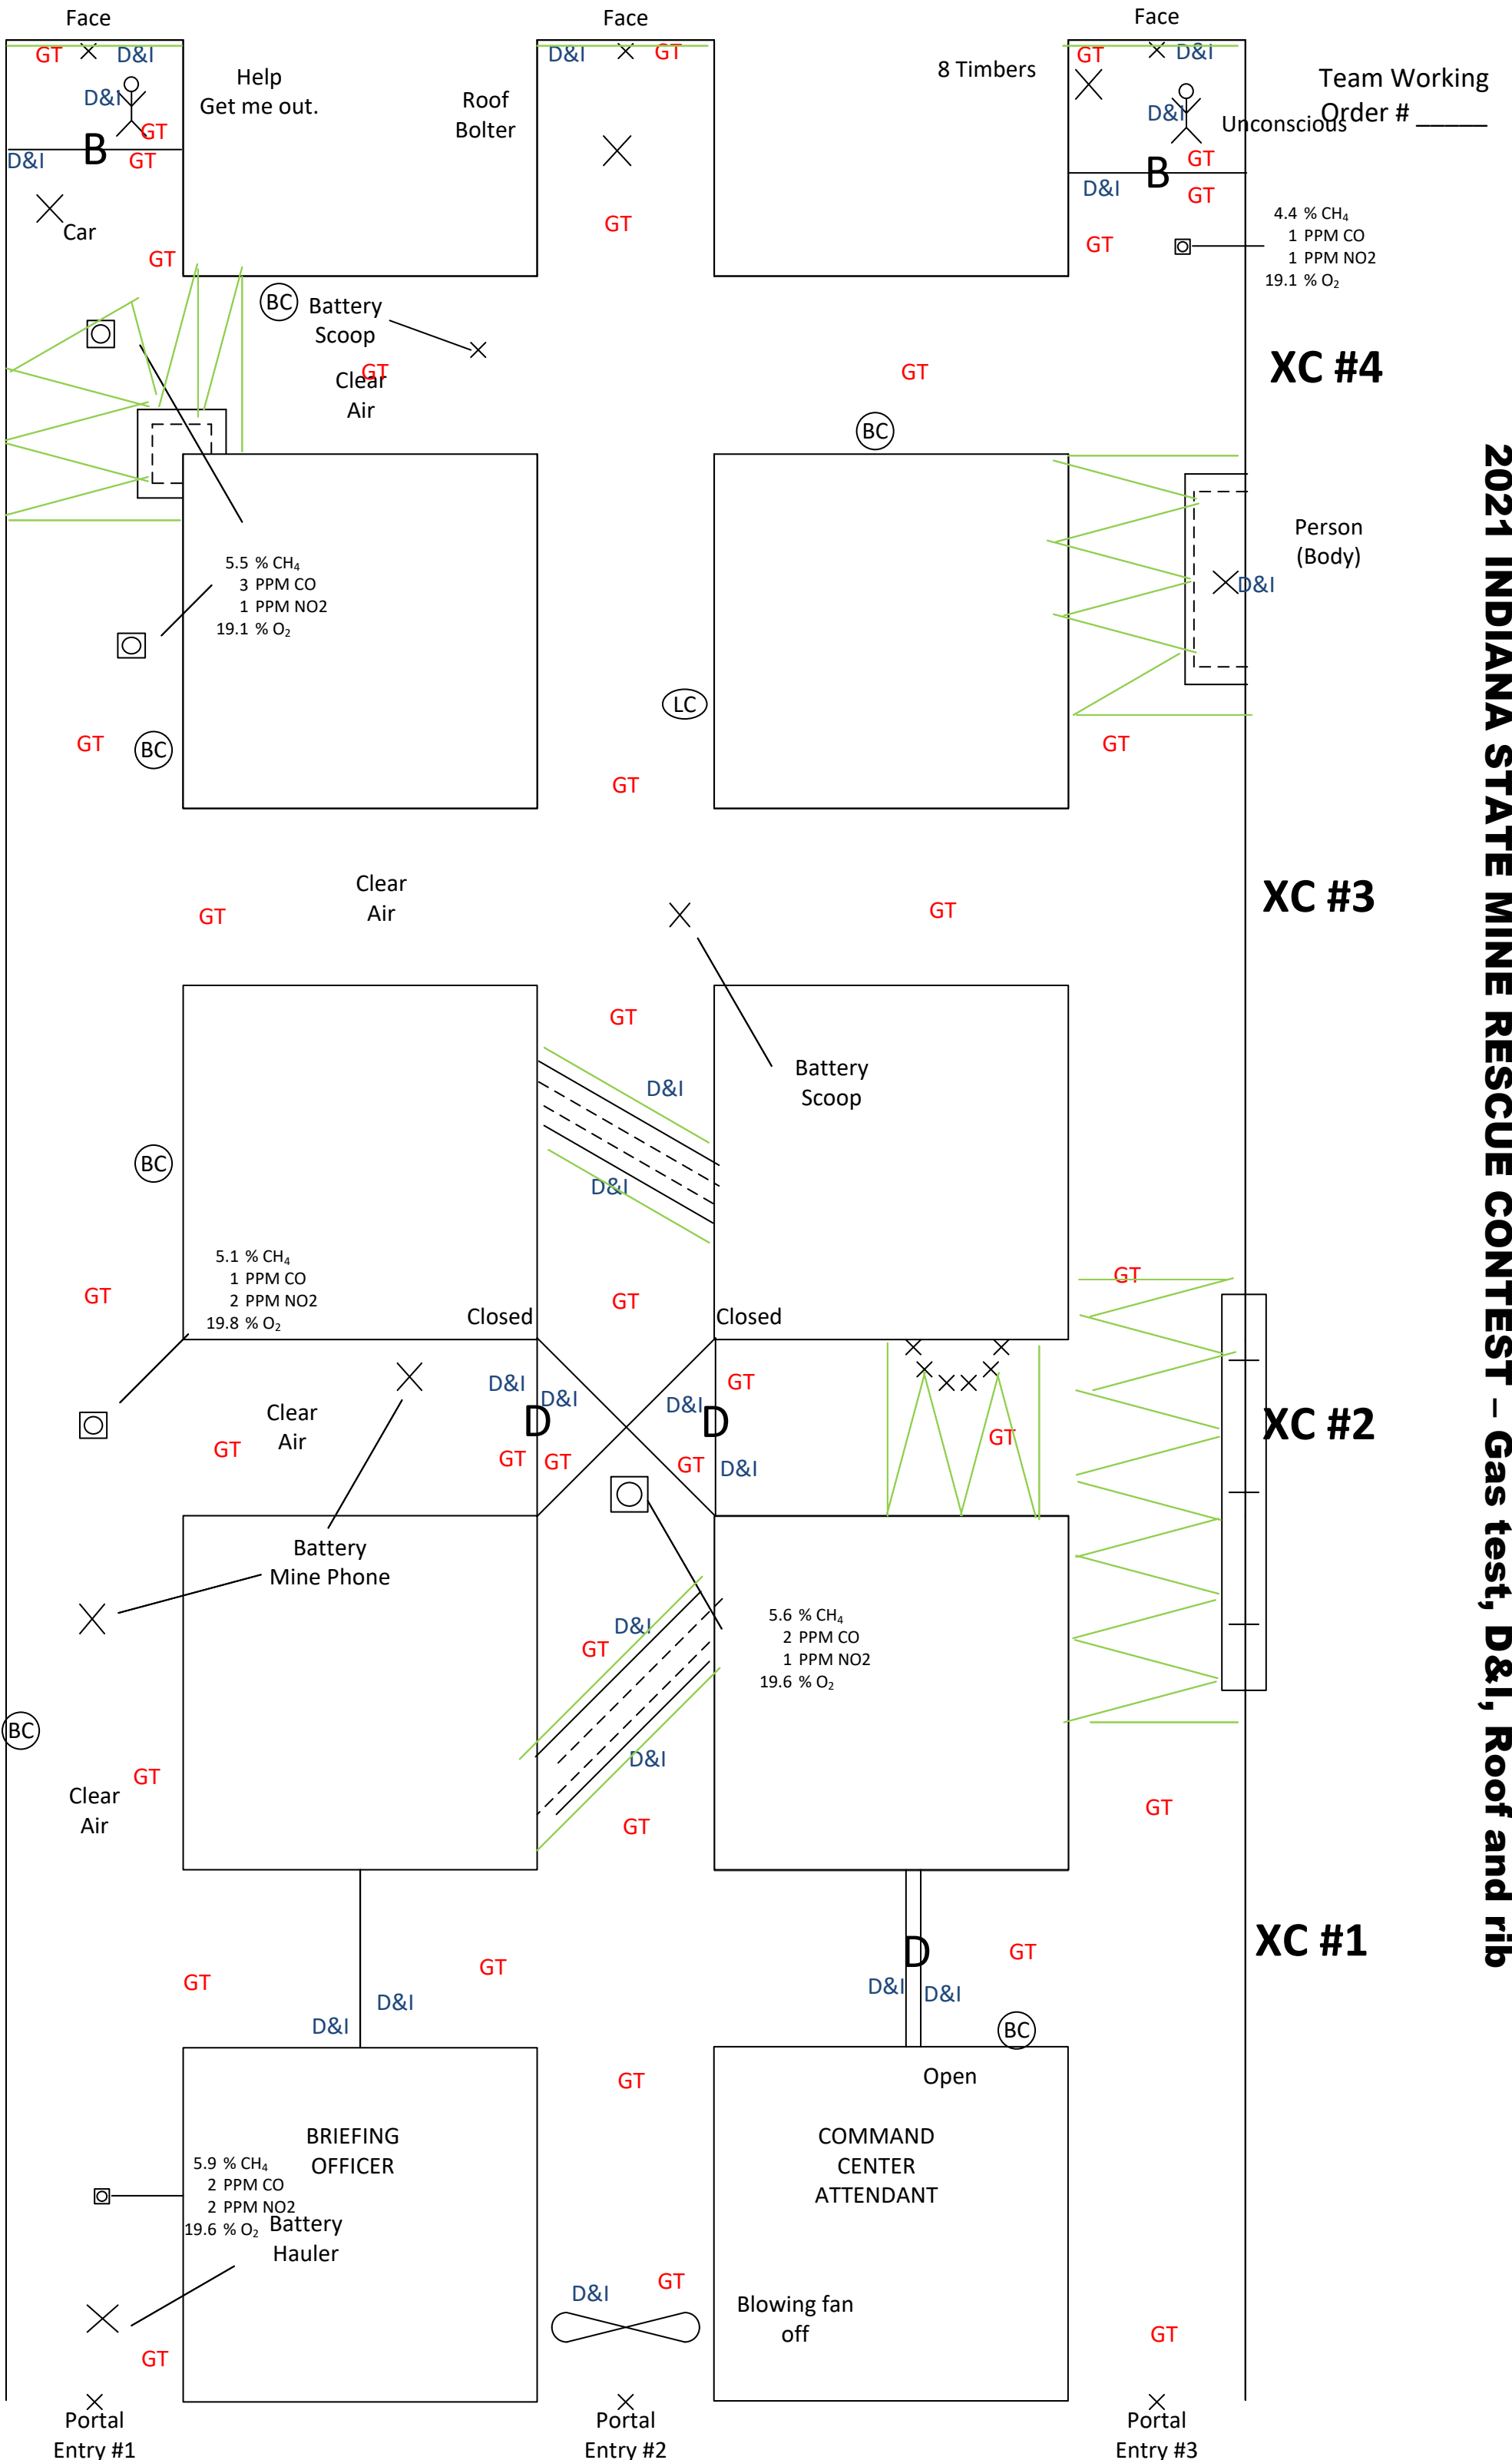 Face
Face
Face
GT
D&I
D&I
GT
GT
D&I
Help
Get me out.
Roof
Bolter
8 Timbers
Team Working
Order # _____
D&I
GT
D&I
Unconscious
D&I
B
GT
GT
B
GT
D&I
GT
Car
GT
GT
GT
4.4 % CH₄
1 PPM CO
1 PPM NO2
19.1 % O₂
BC
Battery
Scoop
GT
Clear
Air
GT
XC #4
BC
5.5 % CH₄
3 PPM CO
1 PPM NO2
19.1 % O₂
Person
(Body)
D&I
LC
GT
BC
GT
GT
Clear
Air
GT
GT
XC #3
GT
Battery
Scoop
D&I
BC
D&I
5.1 % CH₄
1 PPM CO
2 PPM NO2
19.8 % O₂
GT
GT
GT
Closed
Closed
D&I
D&I
D&I
GT
D
D
Clear
Air
GT
GT
GT
GT
D&I
GT
XC #2
Battery
Mine Phone
D&I
GT
5.6 % CH₄
2 PPM CO
1 PPM NO2
19.6 % O₂
BC
GT
D&I
Clear
Air
GT
GT
XC #1
GT
GT
D
GT
D&I
D&I
D&I
D&I
BC
GT
Open
BRIEFING
OFFICER
COMMAND
CENTER
ATTENDANT
5.9 % CH₄
2 PPM CO
2 PPM NO2
19.6 % O₂
Battery
Hauler
D&I
GT
Blowing fan
off
GT
GT
Portal
Entry #1
Portal
Entry #2
Portal
Entry #3
2021 INDIANA STATE MINE RESCUE CONTEST – Gas test, D&I, Roof and rib